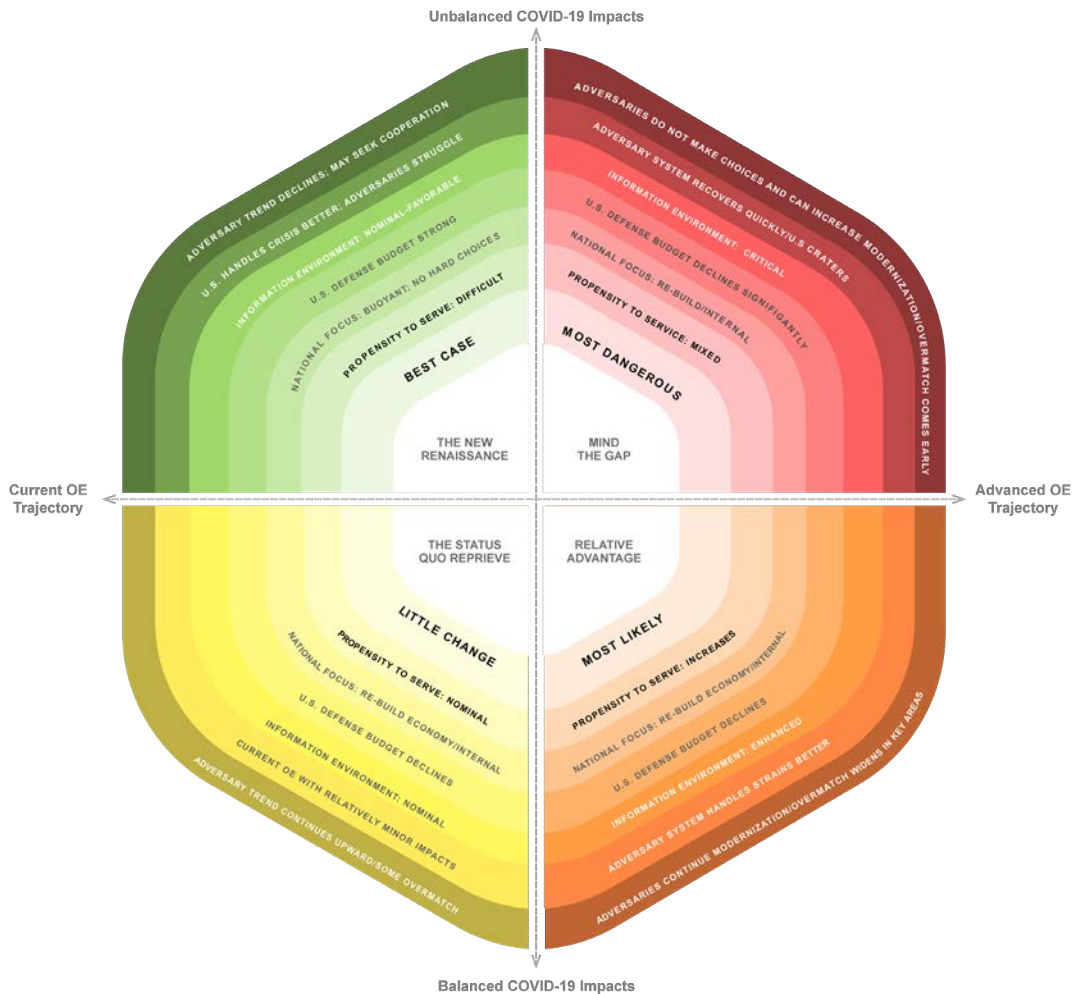 Unbalanced COVID-19 Impacts
ADVERSARY TREND DECLINES; MAY SEEK COOPERATION
U.S. HANDLES CRISIS BETTER; ADVERSARIES STRUGGLE
INFORMATION ENVIRONMENT: NOMINAL-FAVORABLE
U.S. DEFENSE BUDGET STRONG
NATIONAL FOCUS: BUOYANT; NO HARD CHOICES
PROPENSITY TO SERVE: DIFFICULT
BEST CASE
THE NEW
RENAISSANCE
ADVERSARIES DO NOT MAKE CHOICES AND CAN INCREASE MODERNIZATION/OVERMATCH COMES EARLY
ADVERSARY SYSTEM RECOVERS QUICKLY/U.S CRATERS
INFORMATION ENVIRONMENT: CRITICAL
U.S. DEFENSE BUDGET DECLINES SIGNIFIGANTLY
NATIONAL FOCUS: RE-BUILD/INTERNAL
PROPENSITY TO SERVICE: MIXED
MOST DANGEROUS
MIND
THE GAP
Current OE
Trajectory
Advanced OE
Trajectory
THE STATUS
QUO REPRIEVE
LITTLE CHANGE
PROPENSITY TO SERVE: NOMINAL
NATIONAL FOCUS: RE-BUILD ECONOMY/INTERNAL
U.S. DEFENSE BUDGET DECLINES
INFORMATION ENVIRONMENT: NOMINAL
CURRENT OE WITH RELATIVELY MINOR IMPACTS
ADVERSARY TREND CONTINUES UPWARD/SOME OVERMATCH
RELATIVE
ADVANTAGE
MOST LIKELY
PROPENSITY TO SERVE: INCREASES
NATIONAL FOCUS: RE-BUILD ECONOMY/INTERNAL
U.S. DEFENSE BUDGET DECLINES
INFORMATION ENVIRONMENT: ENHANCED
ADVERSARY SYSTEM HANDLES STRAINS BETTER
ADVERSARIES CONTINUE MODERNIZATION/OVERMATCH WIDENS IN KEY AREAS
Balanced COVID-19 Impacts